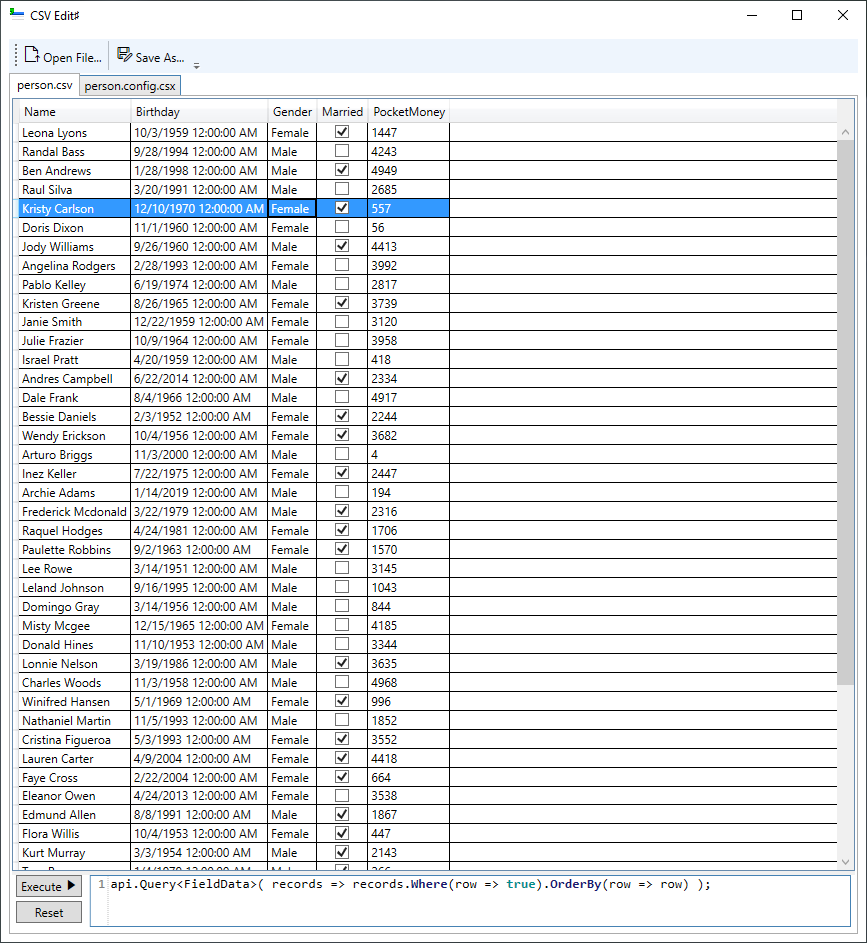 CSV Edit♯
Open File... Save As...
person.csv person.config.csx
Name Birthday Gender Married PocketMoney
Leona Lyons 10/3/1959 12:00:00 AM Female 1447
Randal Bass 9/28/1994 12:00:00 AM Male 4243
Ben Andrews 1/28/1998 12:00:00 AM Male 4949
Raul Silva 3/20/1991 12:00:00 AM Male 2685
Kristy Carlson 12/10/1970 12:00:00 AM Female 557
Doris Dixon 11/1/1960 12:00:00 AM Female 56
Jody Williams 9/26/1960 12:00:00 AM Male 4413
Angelina Rodgers 2/28/1993 12:00:00 AM Female 3992
Pablo Kelley 6/19/1974 12:00:00 AM Male 2817
Kristen Greene 8/26/1965 12:00:00 AM Female 3739
Janie Smith 12/22/1959 12:00:00 AM Female 3120
Julie Frazier 10/9/1964 12:00:00 AM Female 3958
Israel Pratt 4/20/1959 12:00:00 AM Male 418
Andres Campbell 6/22/2014 12:00:00 AM Male 2334
Dale Frank 8/4/1966 12:00:00 AM Male 4917
Bessie Daniels 2/3/1952 12:00:00 AM Female 2244
Wendy Erickson 10/4/1956 12:00:00 AM Female 3682
Arturo Briggs 11/3/2000 12:00:00 AM Male 4
Inez Keller 7/22/1975 12:00:00 AM Female 2447
Archie Adams 1/14/2019 12:00:00 AM Male 194
Frederick Mcdonald 3/22/1979 12:00:00 AM Male 2316
Raquel Hodges 4/24/1981 12:00:00 AM Female 1706
Paulette Robbins 9/2/1963 12:00:00 AM Female 1570
Lee Rowe 3/14/1951 12:00:00 AM Male 3145
Leland Johnson 9/16/1995 12:00:00 AM Male 1043
Domingo Gray 3/14/1956 12:00:00 AM Male 844
Misty Mcgee 12/15/1965 12:00:00 AM Female 4185
Donald Hines 11/10/1953 12:00:00 AM Male 3344
Lonnie Nelson 3/19/1986 12:00:00 AM Male 3635
Charles Woods 11/3/1958 12:00:00 AM Male 4968
Winifred Hansen 5/1/1969 12:00:00 AM Female 996
Nathaniel Martin 11/5/1993 12:00:00 AM Male 1852
Cristina Figueroa 5/3/1993 12:00:00 AM Female 3552
Lauren Carter 4/9/2004 12:00:00 AM Female 4418
Faye Cross 2/22/2004 12:00:00 AM Female 664
Eleanor Owen 4/24/2013 12:00:00 AM Female 3538
Edmund Allen 8/8/1991 12:00:00 AM Male 1867
Flora Willis 10/4/1953 12:00:00 AM Female 447
Kurt Murray 3/3/1954 12:00:00 AM Male 2143
Execute 1 api.Query<FieldData>( records => records.Where(row => true).OrderBy(row => row) );
Reset